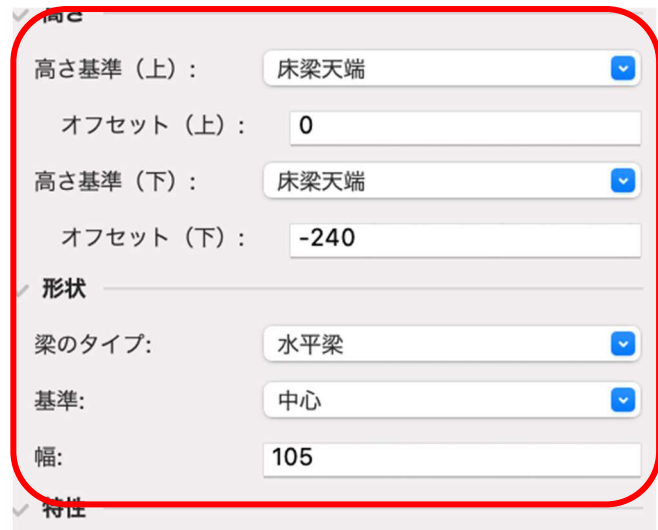 高さ
高さ基準（上）: 床梁天端
オフセット（上）: 0
高さ基準（下）: 床梁天端
オフセット（下）: -240
形状
梁のタイプ: 水平梁
基準: 中心
幅: 105
特性